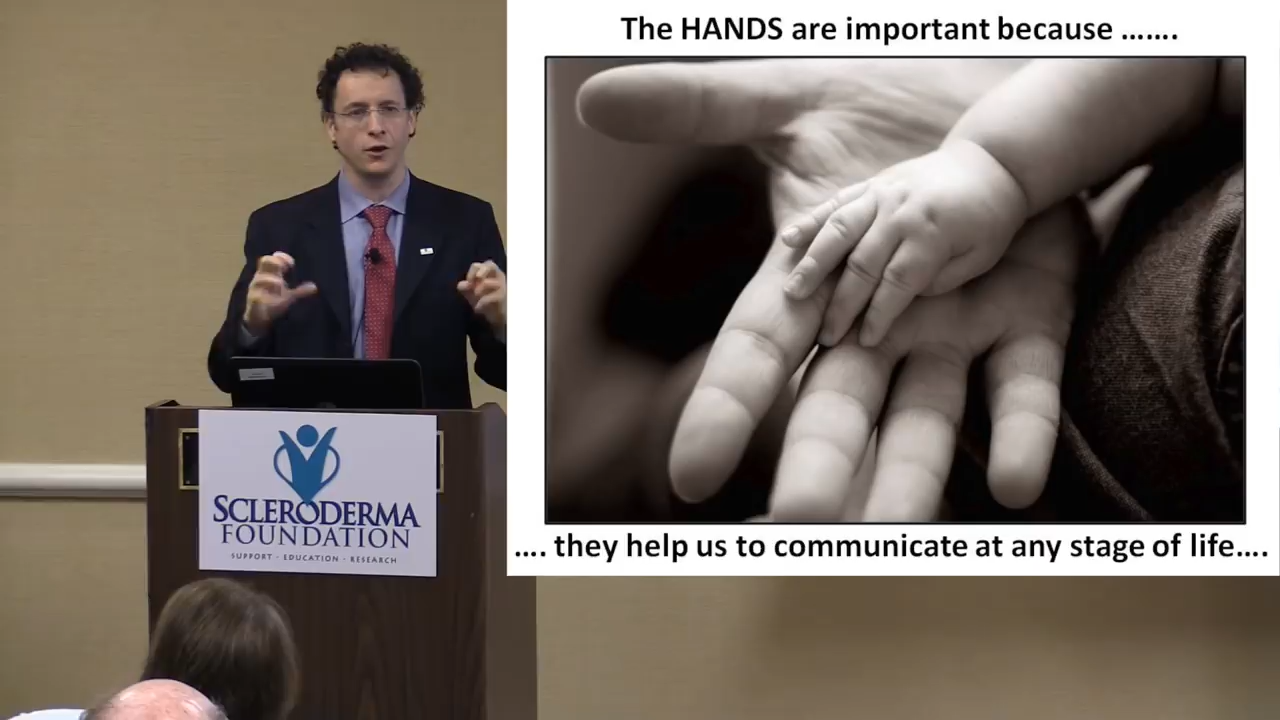 The HANDS are important because …….
…. they help us to communicate at any stage of life….
SCLERODERMA
FOUNDATION
SUPPORT · EDUCATION · RESEARCH